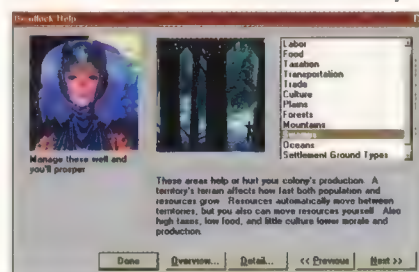 Deadlock Help
Labor
Food
Taxation
Transportation
Trade
Culture
Plains
Forests
Mountains
Swamps
Oceans
Settlement Ground Types
Manage these well and
you'll prosper
These areas help or hurt your colony's production. A
territory's terrain affects how fast both population and
resources grow. Resources automatically move between
territories, but you also can move resources yourself. Also
high taxes, low food, and little culture lower morale and
production.
Done
Overview...
Detail...
<< Previous
Next >>